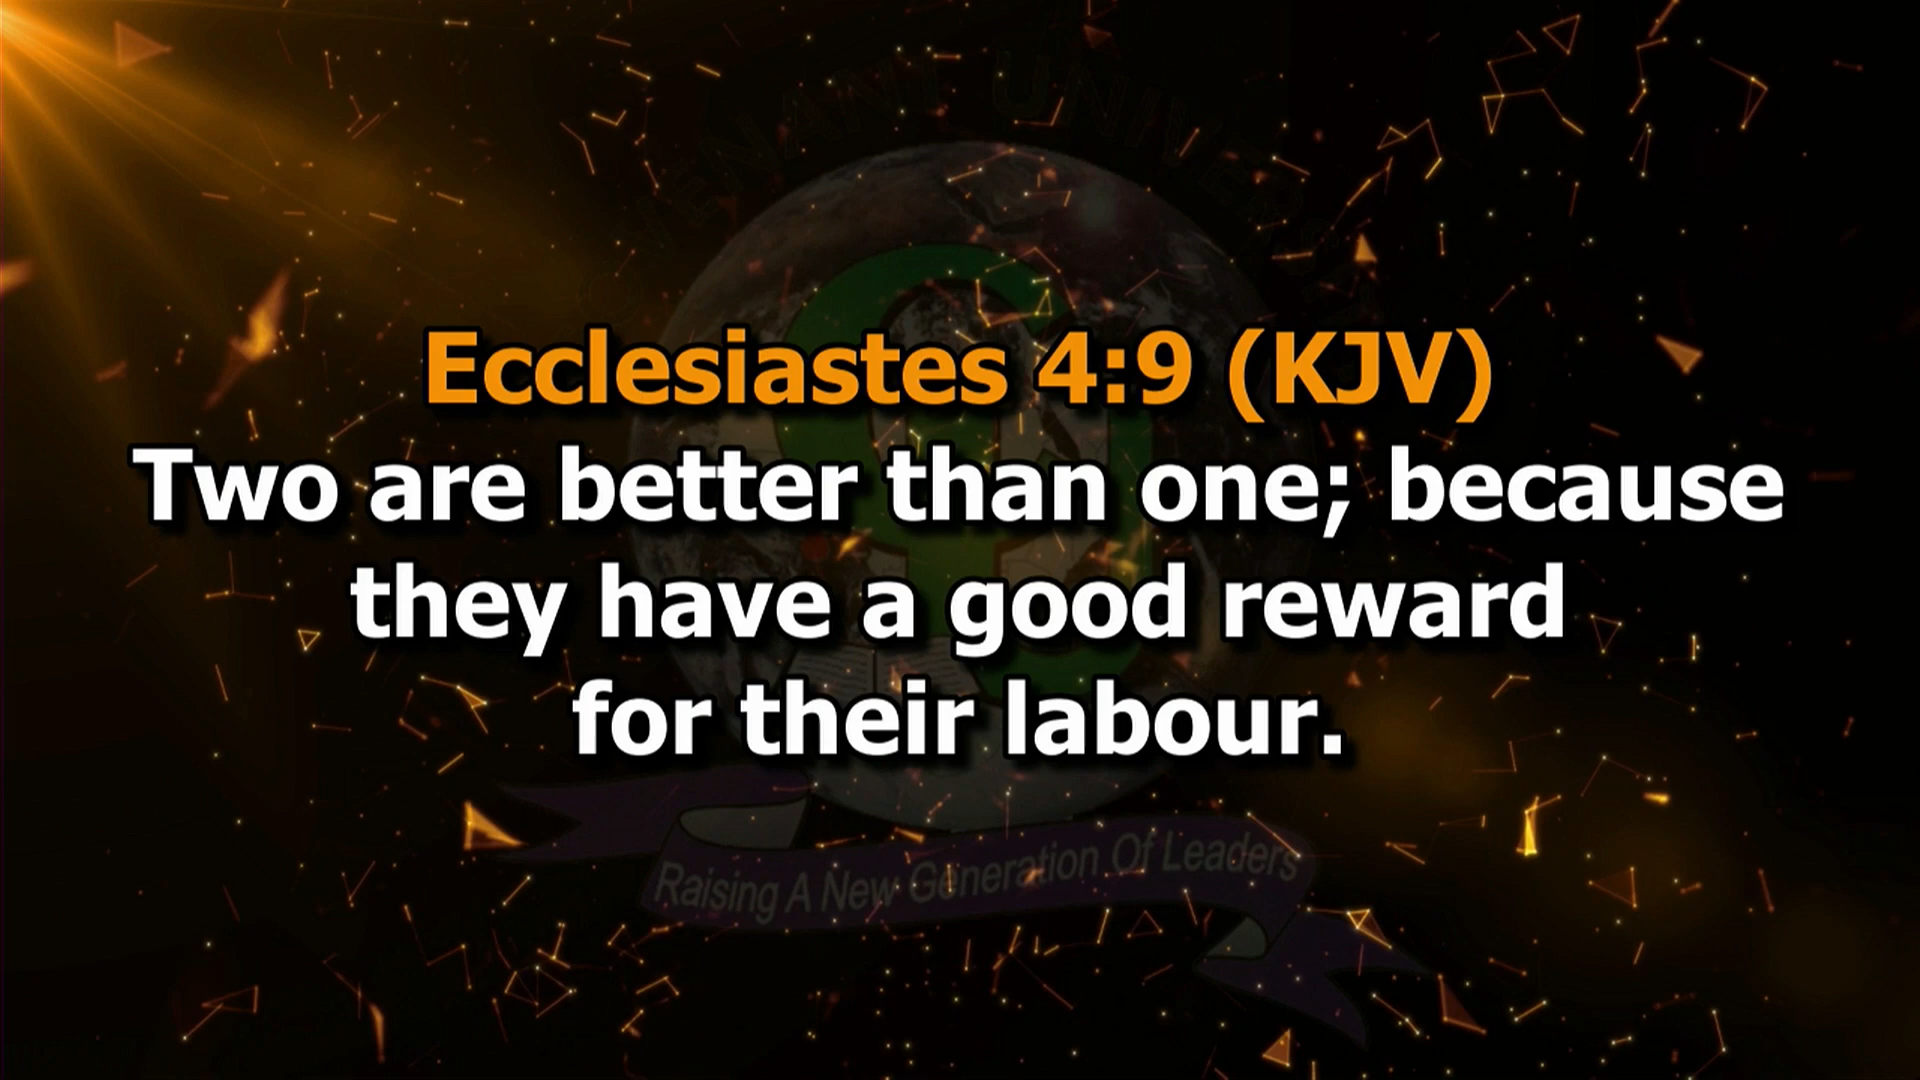 Ecclesiastes 4:9 (KJV)
Two are better than one; because
they have a good reward
for their labour.
Raising A New Generation Of Leaders